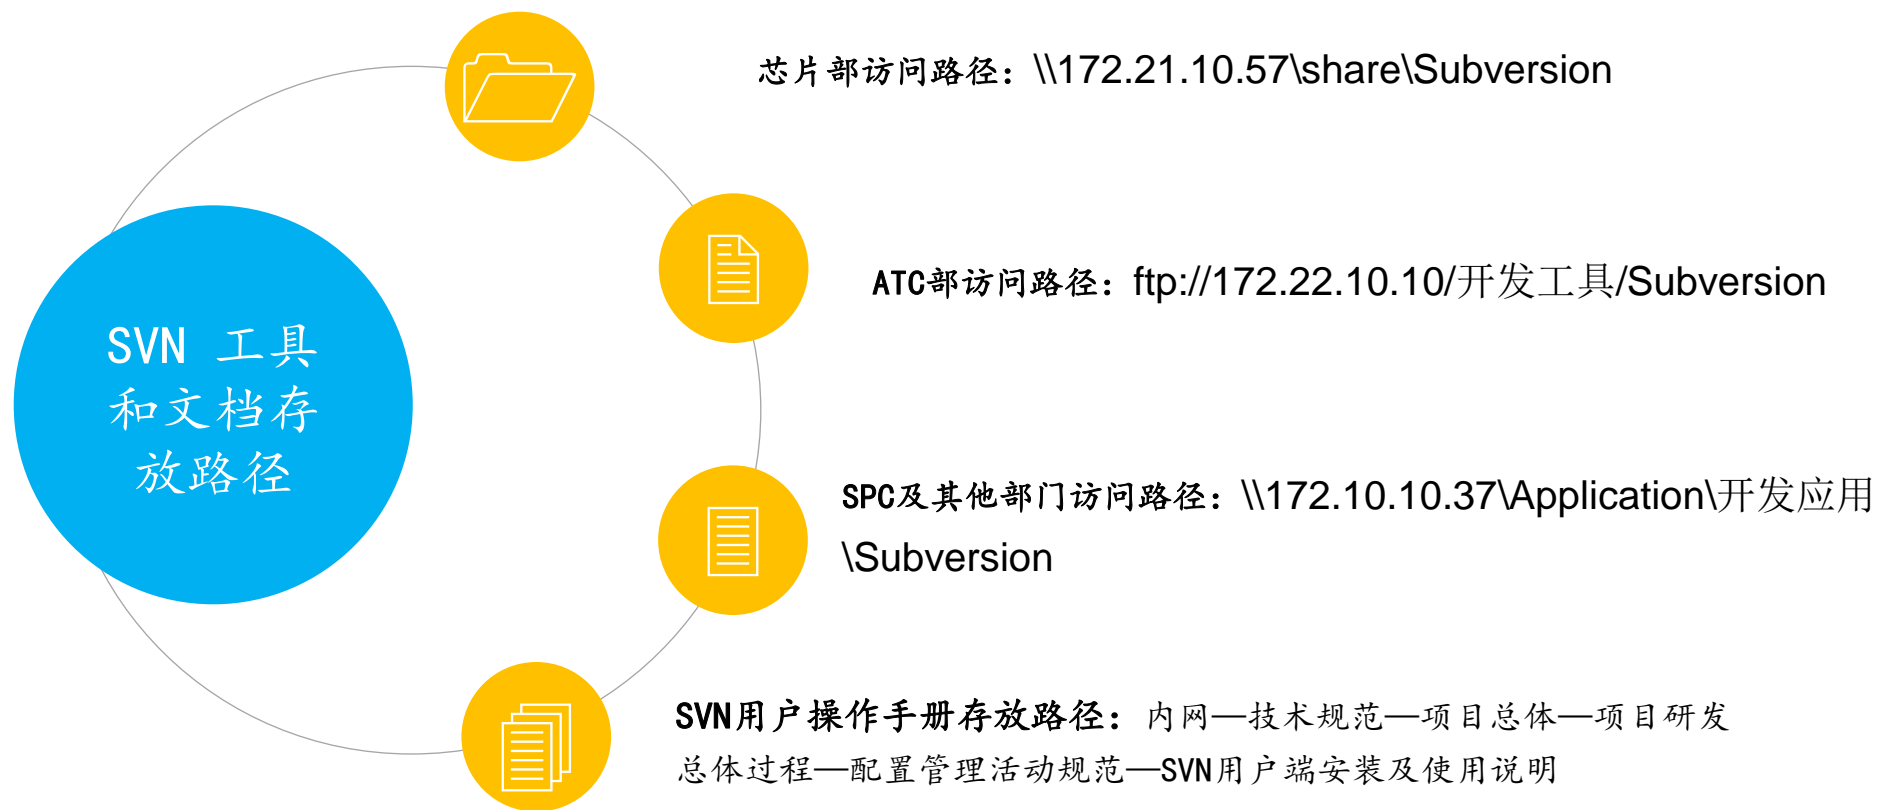 芯片部访问路径：\\172.21.10.57\share\Subversion
ATC部访问路径：ftp://172.22.10.10/开发工具/Subversion
SVN 工具
和文档存
放路径
SPC及其他部门访问路径：\\172.10.10.37\Application\开发应用
\Subversion
SVN用户操作手册存放路径：内网—技术规范—项目总体—项目研发
总体过程—配置管理活动规范—SVN用户端安装及使用说明